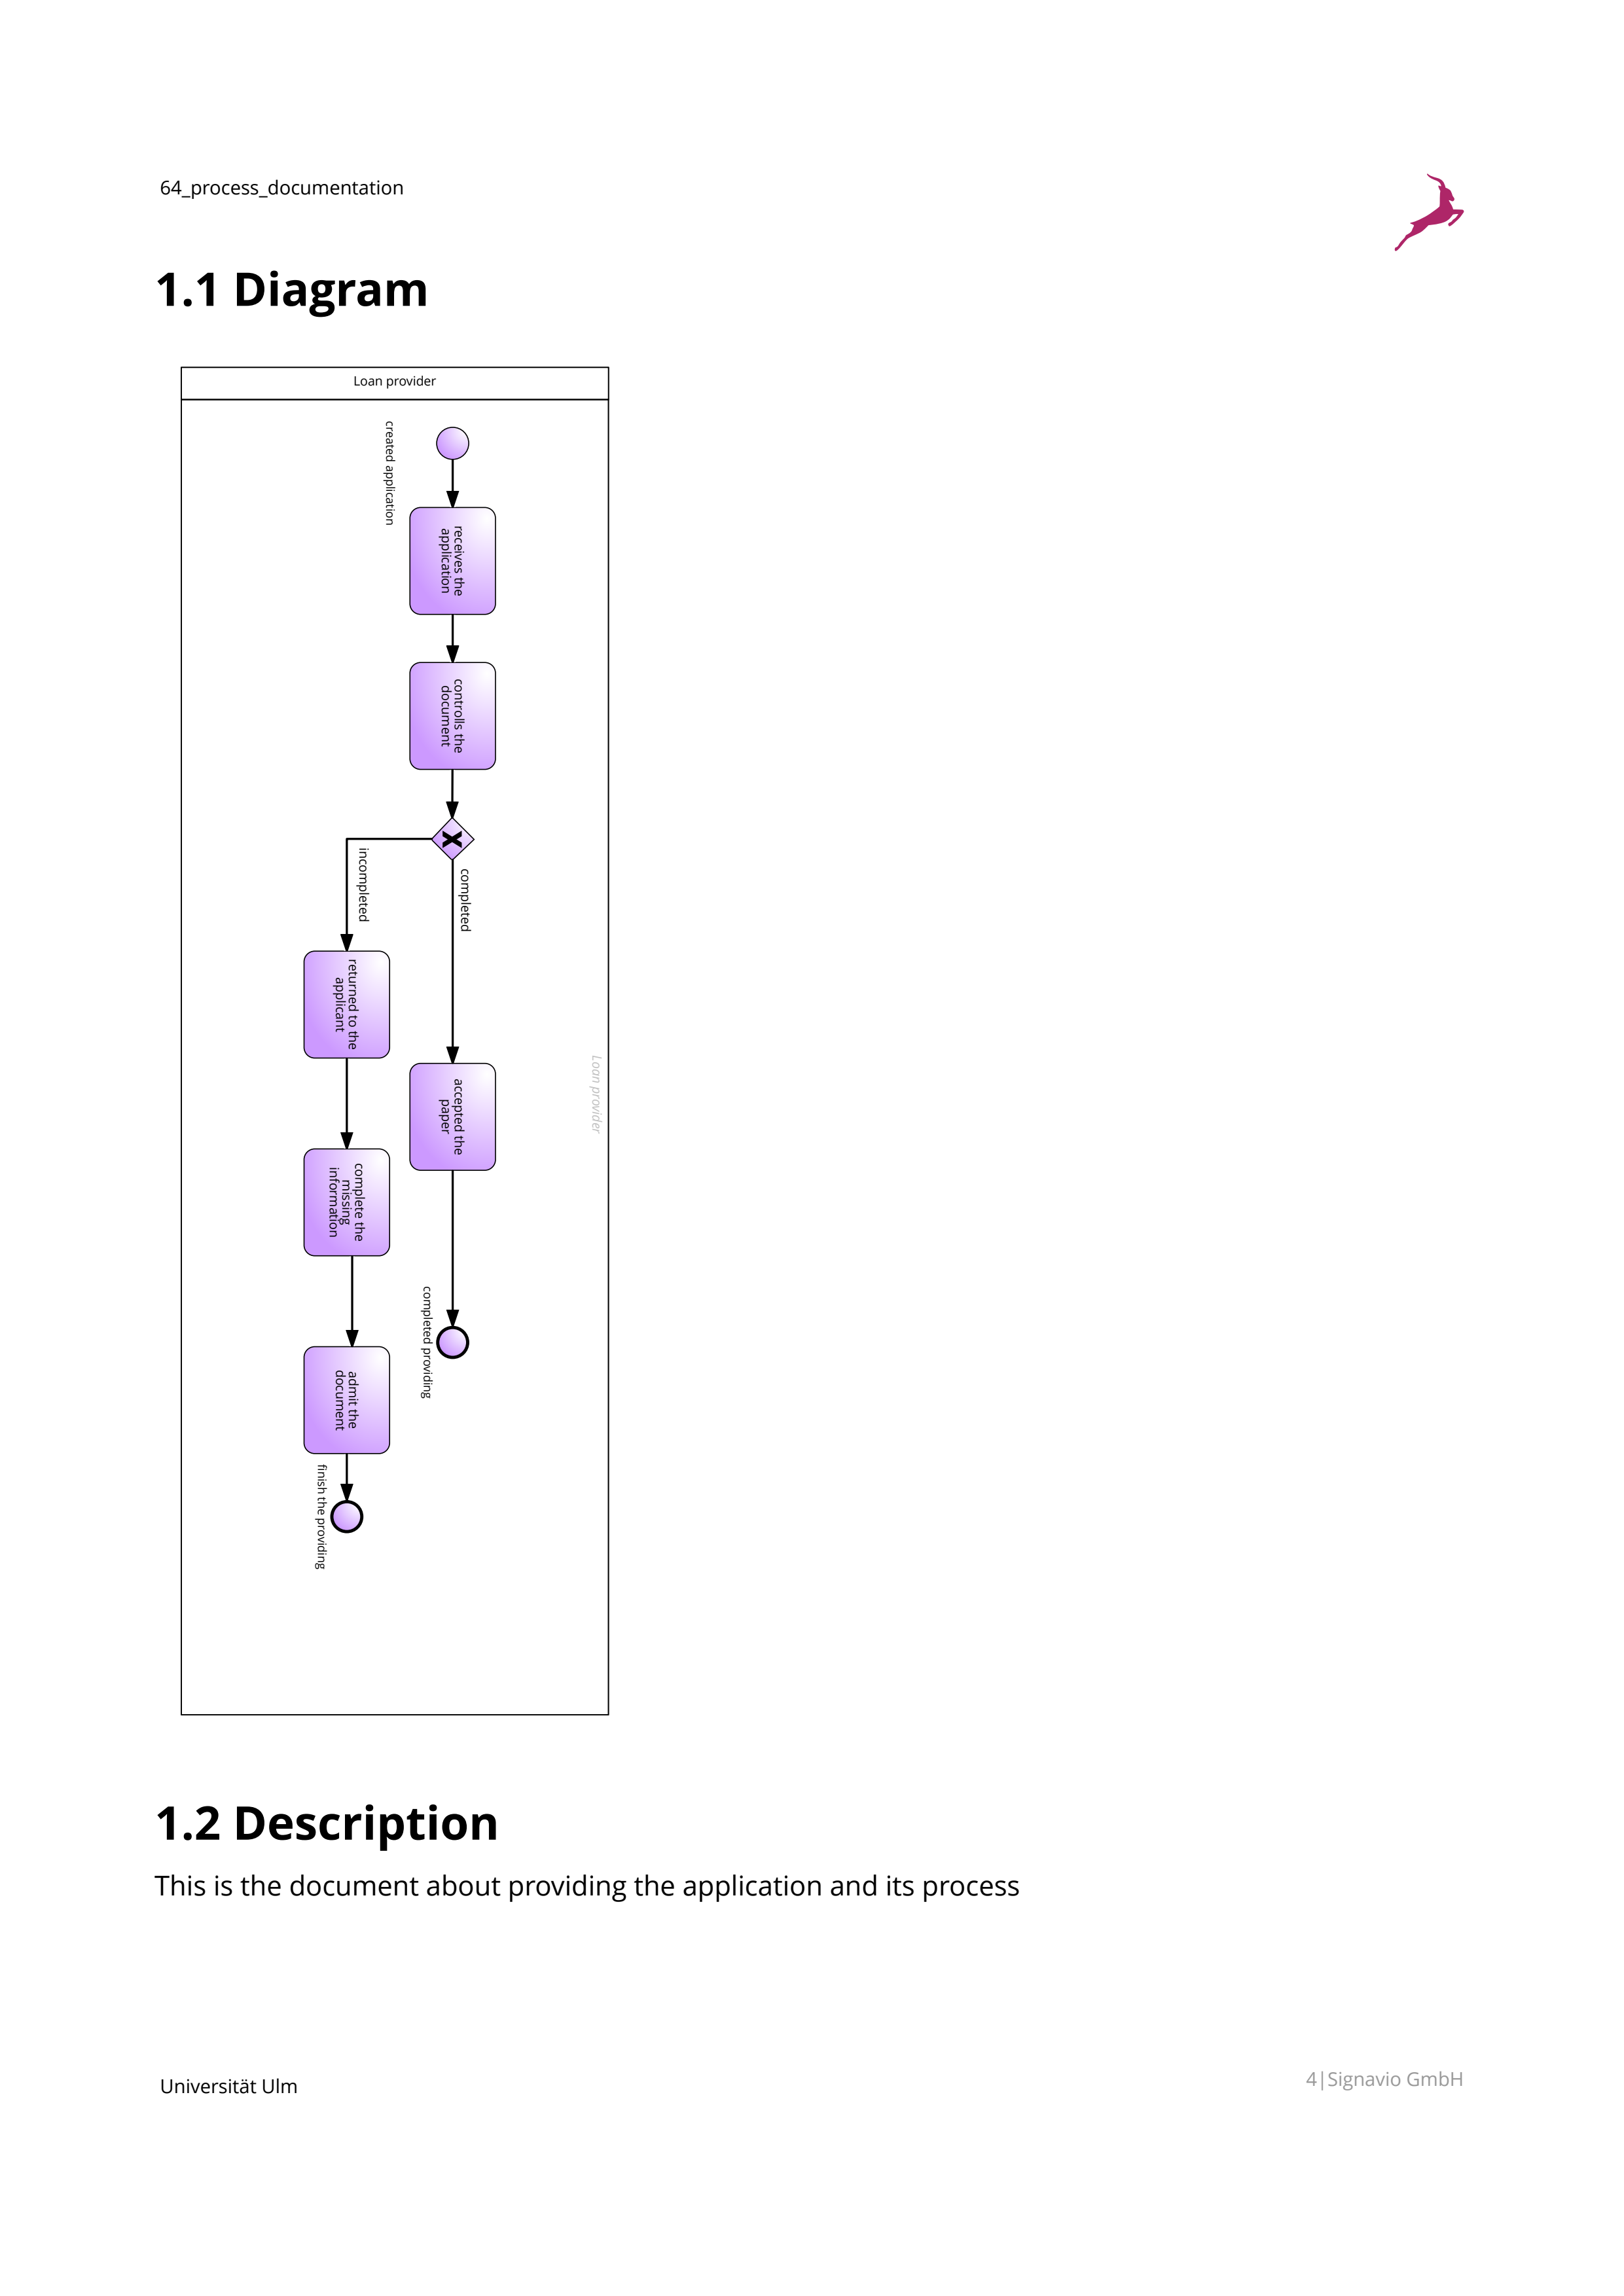 64_process_documentation
1.1 Diagram
Loan provider
created application
receives the
application
controlls the
document
completed
incompleted
returned to the
applicant
Loan provider
accepted the
paper
complete the
missing
information
completed providing
admit the
document
finish the providing
1.2 Description
This is the document about providing the application and its process
Universität Ulm
4|Signavio GmbH